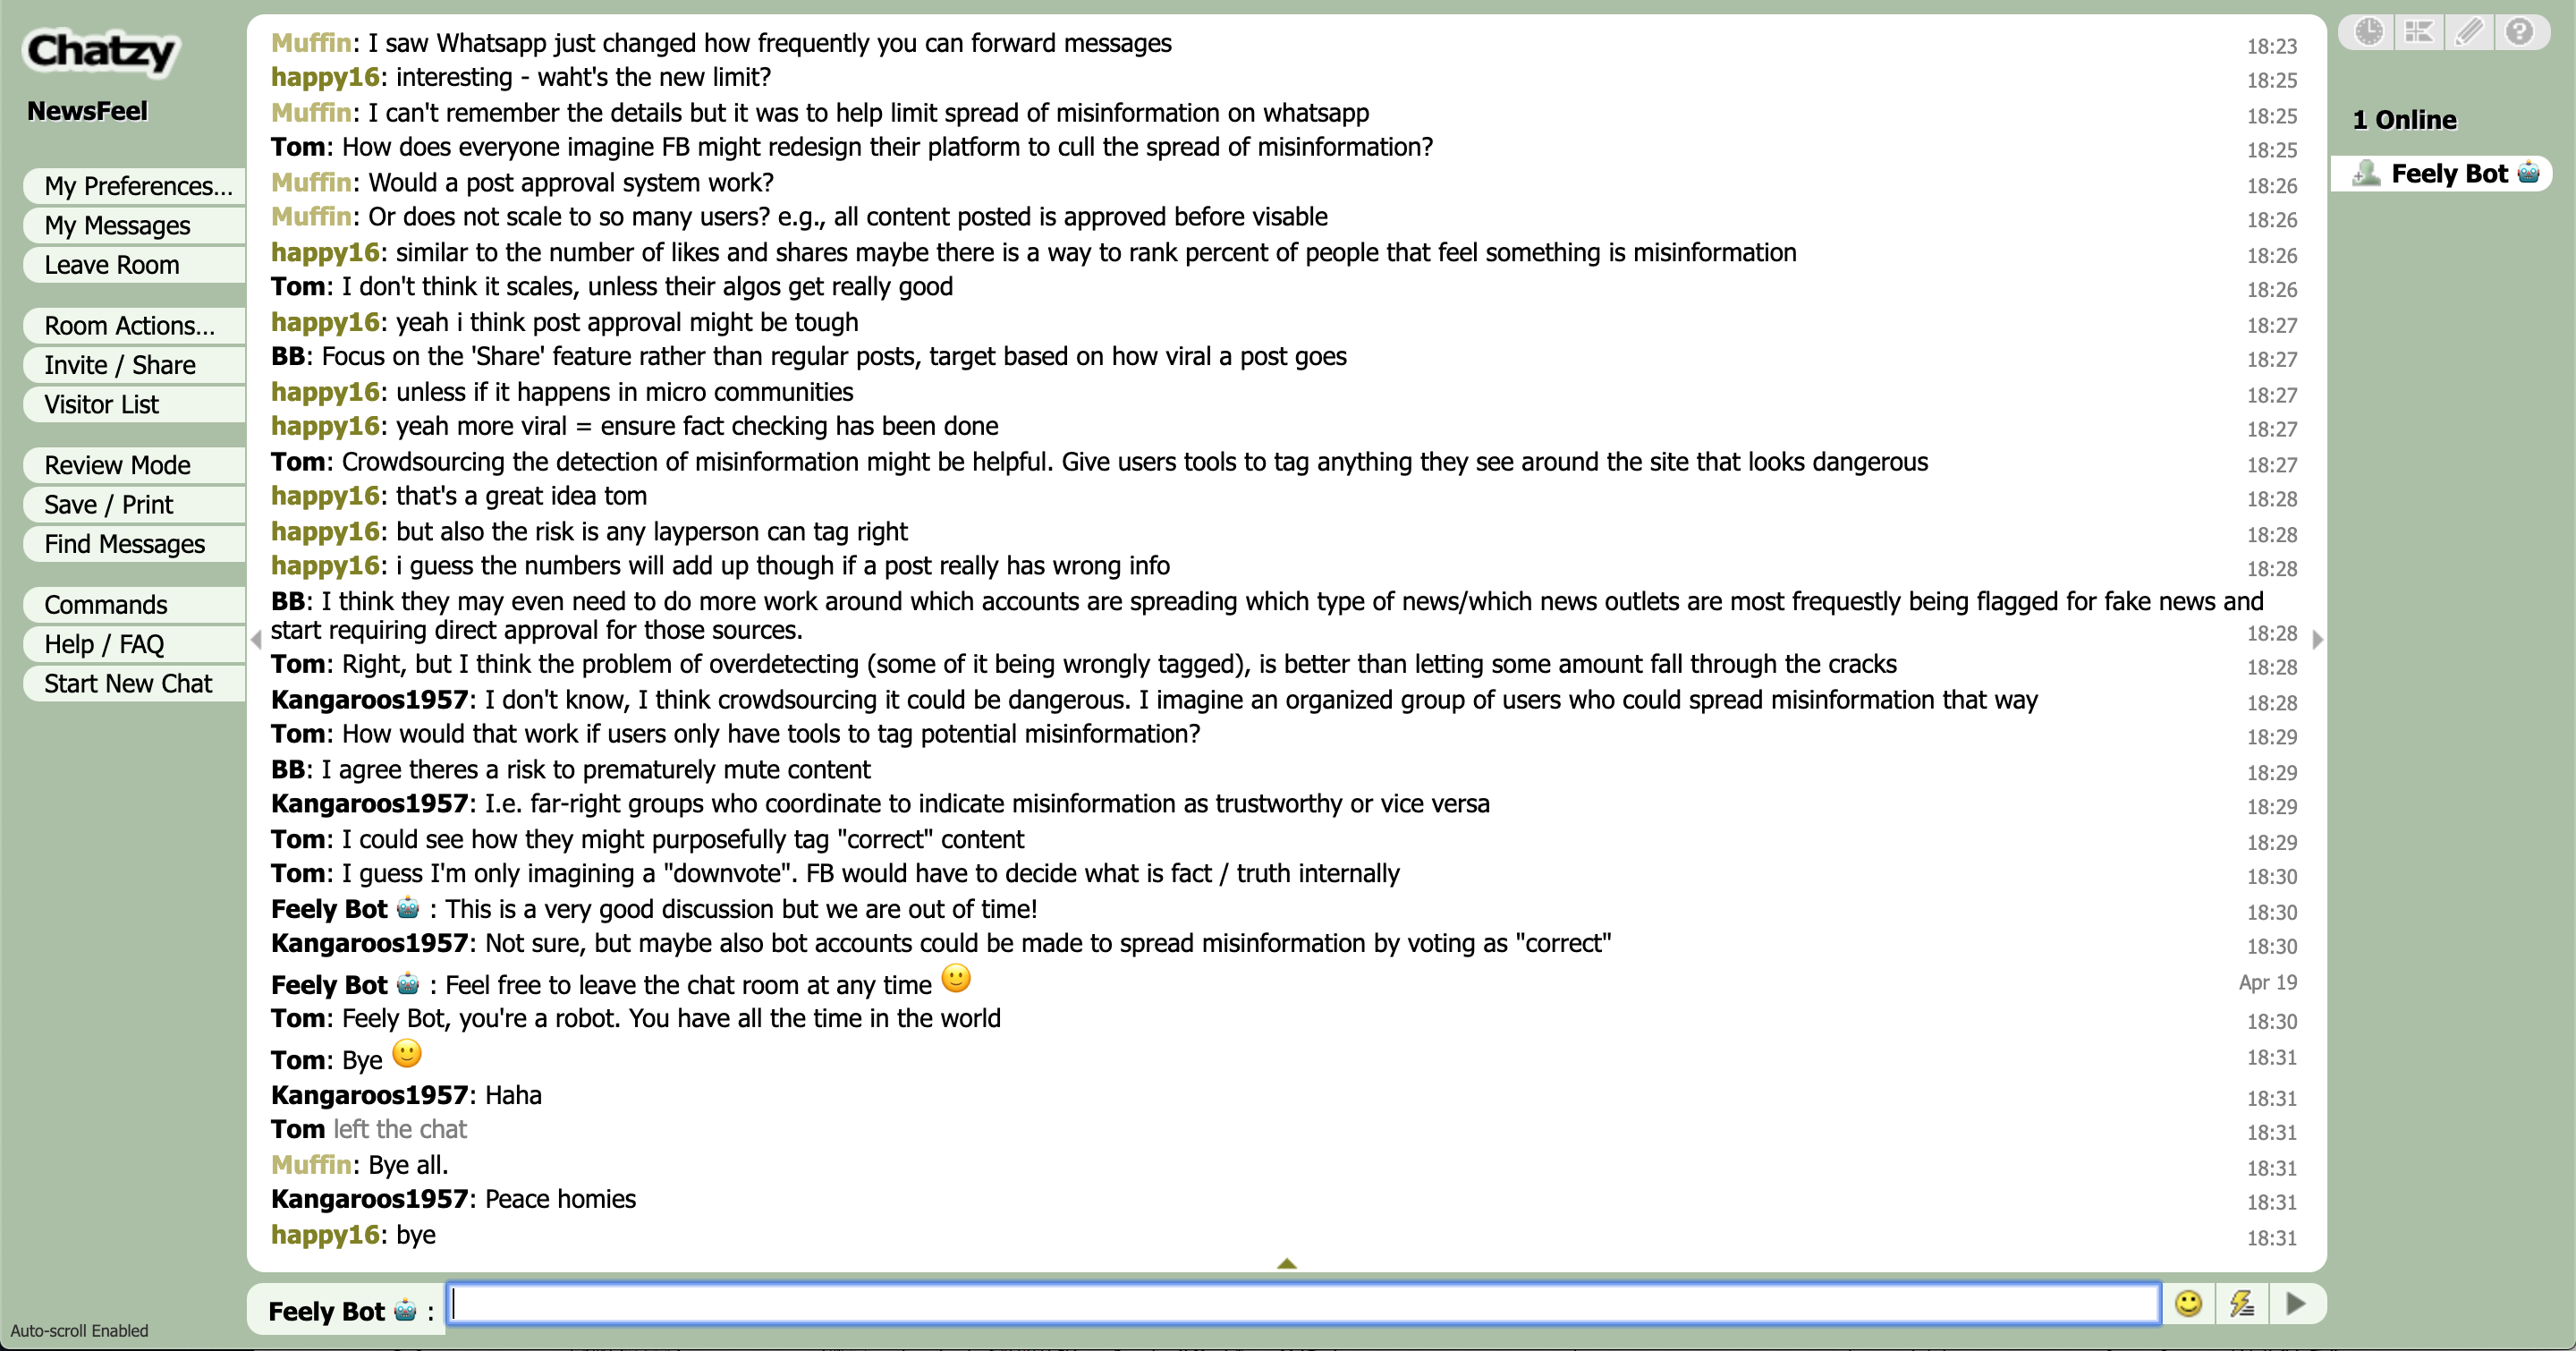 Chatzy
NewsFeel
My Preferences...
My Messages
Leave Room
Room Actions...
Invite / Share
Visitor List
Review Mode
Save / Print
Find Messages
Commands
Help / FAQ
Start New Chat
Auto-scroll Enabled
Muffin: I saw Whatsapp just changed how frequently you can forward messages 18:23
happy16: interesting - waht's the new limit? 18:25
Muffin: I can't remember the details but it was to help limit spread of misinformation on whatsapp 18:25
Tom: How does everyone imagine FB might redesign their platform to cull the spread of misinformation? 18:25
Muffin: Would a post approval system work? 18:26
Muffin: Or does not scale to so many users? e.g., all content posted is approved before visable 18:26
happy16: similar to the number of likes and shares maybe there is a way to rank percent of people that feel something is misinformation 18:26
Tom: I don't think it scales, unless their algos get really good 18:26
happy16: yeah i think post approval might be tough 18:27
BB: Focus on the 'Share' feature rather than regular posts, target based on how viral a post goes 18:27
happy16: unless if it happens in micro communities 18:27
happy16: yeah more viral = ensure fact checking has been done 18:27
Tom: Crowdsourcing the detection of misinformation might be helpful. Give users tools to tag anything they see around the site that looks dangerous 18:27
happy16: that's a great idea tom 18:28
happy16: but also the risk is any layperson can tag right 18:28
happy16: i guess the numbers will add up though if a post really has wrong info 18:28
BB: I think they may even need to do more work around which accounts are spreading which type of news/which news outlets are most frequestly being flagged for fake news and
start requiring direct approval for those sources. 18:28
Tom: Right, but I think the problem of overdetecting (some of it being wrongly tagged), is better than letting some amount fall through the cracks 18:28
Kangaroos1957: I don't know, I think crowdsourcing it could be dangerous. I imagine an organized group of users who could spread misinformation that way 18:28
Tom: How would that work if users only have tools to tag potential misinformation? 18:29
BB: I agree theres a risk to prematurely mute content 18:29
Kangaroos1957: I.e. far-right groups who coordinate to indicate misinformation as trustworthy or vice versa 18:29
Tom: I could see how they might purposefully tag "correct" content 18:29
Tom: I guess I'm only imagining a "downvote". FB would have to decide what is fact / truth internally 18:30
Feely Bot 🤖 : This is a very good discussion but we are out of time! 18:30
Kangaroos1957: Not sure, but maybe also bot accounts could be made to spread misinformation by voting as "correct" 18:30
Feely Bot 🤖 : Feel free to leave the chat room at any time 🙂 Apr 19
Tom: Feely Bot, you're a robot. You have all the time in the world 18:30
Tom: Bye 🙂 18:31
Kangaroos1957: Haha 18:31
Tom left the chat 18:31
Muffin: Bye all. 18:31
Kangaroos1957: Peace homies 18:31
happy16: bye 18:31
Feely Bot 🤖 :
1 Online
Feely Bot 🤖